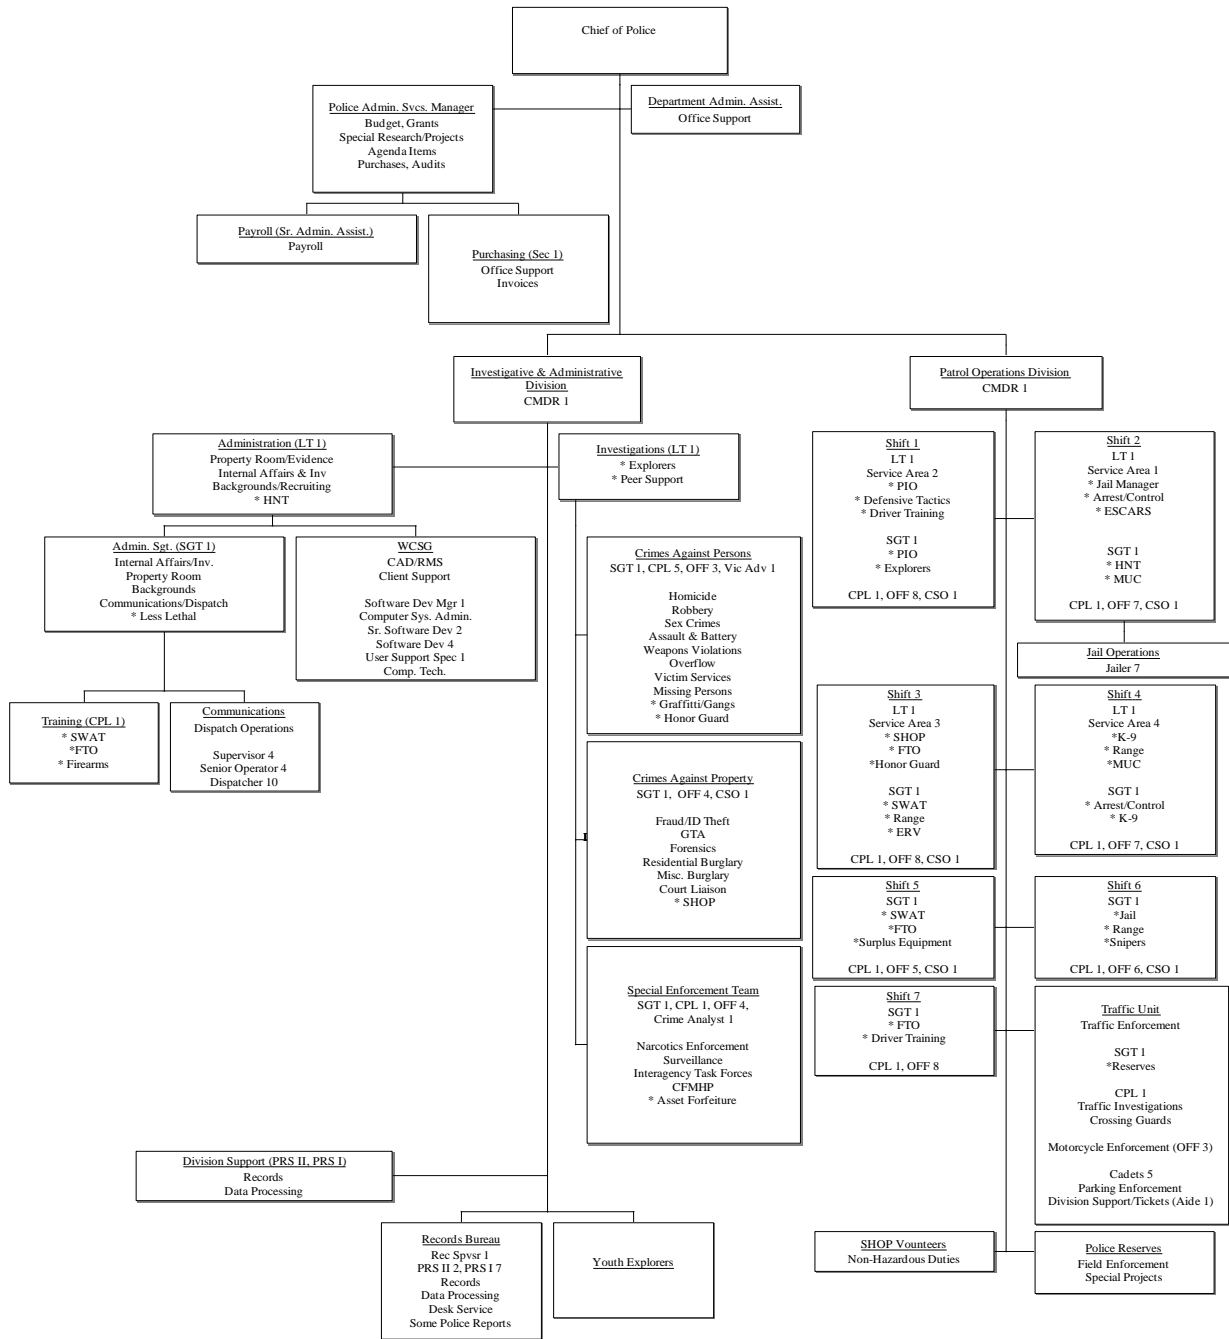 Chief of Police
Police Admin. Svcs. Manager
Budget, Grants
Special Research/Projects
Agenda Items
Purchases, Audits
Department Admin. Assist.
Office Support
Payroll (Sr. Admin. Assist.)
Payroll
Purchasing (Sec 1)
Office Support
Invoices
Investigative & Administrative
Division
CMDR 1
Patrol Operations Division
CMDR 1
Administration (LT 1)
Property Room/Evidence
Internal Affairs & Inv
Backgrounds/Recruiting
* HNT
Investigations (LT 1)
* Explorers
* Peer Support
Admin. Sgt. (SGT 1)
Internal Affairs/Inv.
Property Room
Backgrounds
Communications/Dispatch
* Less Lethal
WCSG
CAD/RMS
Client Support
Software Dev Mgr 1
Computer Sys. Admin.
Sr. Software Dev 2
Software Dev 4
User Support Spec 1
Comp. Tech.
Training (CPL 1)
* SWAT
*FTO
* Firearms
Communications
Dispatch Operations
Supervisor 4
Senior Operator 4
Dispatcher 10
Crimes Against Persons
SGT 1, CPL 5, OFF 3, Vic Adv 1
Homicide
Robbery
Sex Crimes
Assault & Battery
Weapons Violations
Overflow
Victim Services
Missing Persons
* Graffitti/Gangs
* Honor Guard
Crimes Against Property
SGT 1, OFF 4, CSO 1
Fraud/ID Theft
GTA
Forensics
Residential Burglary
Misc. Burglary
Court Liaison
* SHOP
Special Enforcement Team
SGT 1, CPL 1, OFF 4,
Crime Analyst 1
Narcotics Enforcement
Surveillance
Interagency Task Forces
CFMHP
* Asset Forfeiture
Shift 1
LT 1
Service Area 2
* PIO
* Defensive Tactics
* Driver Training
SGT 1
* PIO
* Explorers
CPL 1, OFF 8, CSO 1
Shift 2
LT 1
Service Area 1
* Jail Manager
* Arrest/Control
* ESCARS
SGT 1
* HNT
* MUC
CPL 1, OFF 7, CSO 1
Jail Operations
Jailer 7
Shift 3
LT 1
Service Area 3
* SHOP
* FTO
*Honor Guard
SGT 1
* SWAT
* Range
* ERV
CPL 1, OFF 8, CSO 1
Shift 4
LT 1
Service Area 4
*K-9
* Range
*MUC
SGT 1
* Arrest/Control
* K-9
CPL 1, OFF 7, CSO 1
Shift 5
SGT 1
* SWAT
*FTO
*Surplus Equipment
CPL 1, OFF 5, CSO 1
Shift 6
SGT 1
*Jail
* Range
*Snipers
CPL 1, OFF 6, CSO 1
Shift 7
SGT 1
* FTO
* Driver Training
CPL 1, OFF 8
Traffic Unit
Traffic Enforcement
SGT 1
*Reserves
CPL 1
Traffic Investigations
Crossing Guards
Motorcycle Enforcement (OFF 3)
Cadets 5
Parking Enforcement
Division Support/Tickets (Aide 1)
Division Support (PRS II, PRS I)
Records
Data Processing
Records Bureau
Rec Spvsr 1
PRS II 2, PRS I 7
Records
Data Processing
Desk Service
Some Police Reports
Youth Explorers
SHOP Vounteers
Non-Hazardous Duties
Police Reserves
Field Enforcement
Special Projects